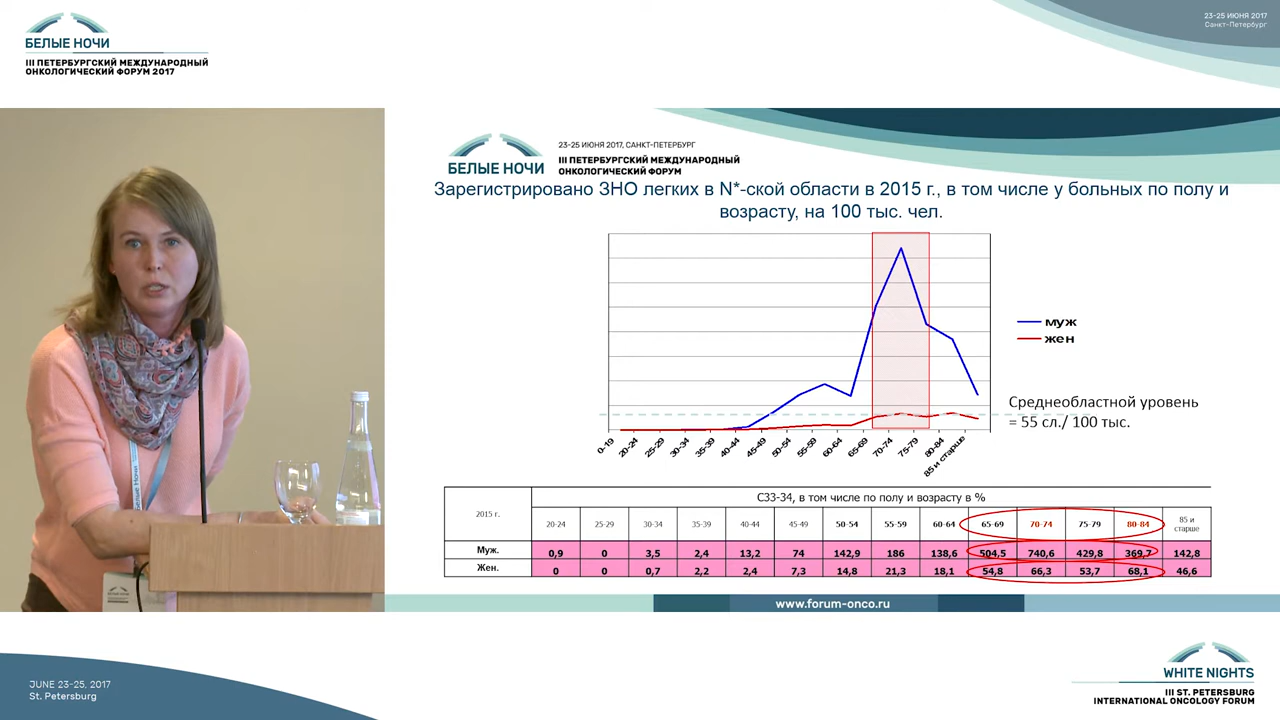 БЕЛЫЕ НОЧИ
III ПЕТЕРБУРГСКИЙ МЕЖДУНАРОДНЫЙ
ОНКОЛОГИЧЕСКИЙ ФОРУМ 2017
23-25 ИЮНЯ 2017
Санкт-Петербург
БЕЛЫЕ НОЧИ
23-25 ИЮНЯ 2017, САНКТ-ПЕТЕРБУРГ
III ПЕТЕРБУРГСКИЙ МЕЖДУНАРОДНЫЙ
ОНКОЛОГИЧЕСКИЙ ФОРУМ
Зарегистрировано ЗНО легких в N*-ской области в 2015 г., в том числе у больных по полу и
возрасту, на 100 тыс. чел.
муж
жен
Среднеобластной уровень
= 55 сл./ 100 тыс.
0-19 20-24 25-29 30-34 35-39 40-44 45-49 50-54 55-59 60-64 65-69 70-74 75-79 80-84 85 и старше
2015 г.
С33-34, в том числе по полу и возрасту в %
20-24 25-29 30-34 35-39 40-44 45-49 50-54 55-59 60-64 65-69 70-74 75-79 80-84 85 и
старше
Муж. 0,9 0 3,5 2,4 13,2 74 142,9 186 138,6 504,5 740,6 429,8 369,7 142,8
Жен. 0 0 0,7 2,2 2,4 7,3 14,8 21,3 18,1 54,8 66,3 53,7 68,1 46,6
www.forum-onco.ru
Белые Ночи
БЕЛЫЕ НОЧИ
JUNE 23-25, 2017
St. Petersburg
WHITE NIGHTS
III ST. PETERSBURG
INTERNATIONAL ONCOLOGY FORUM